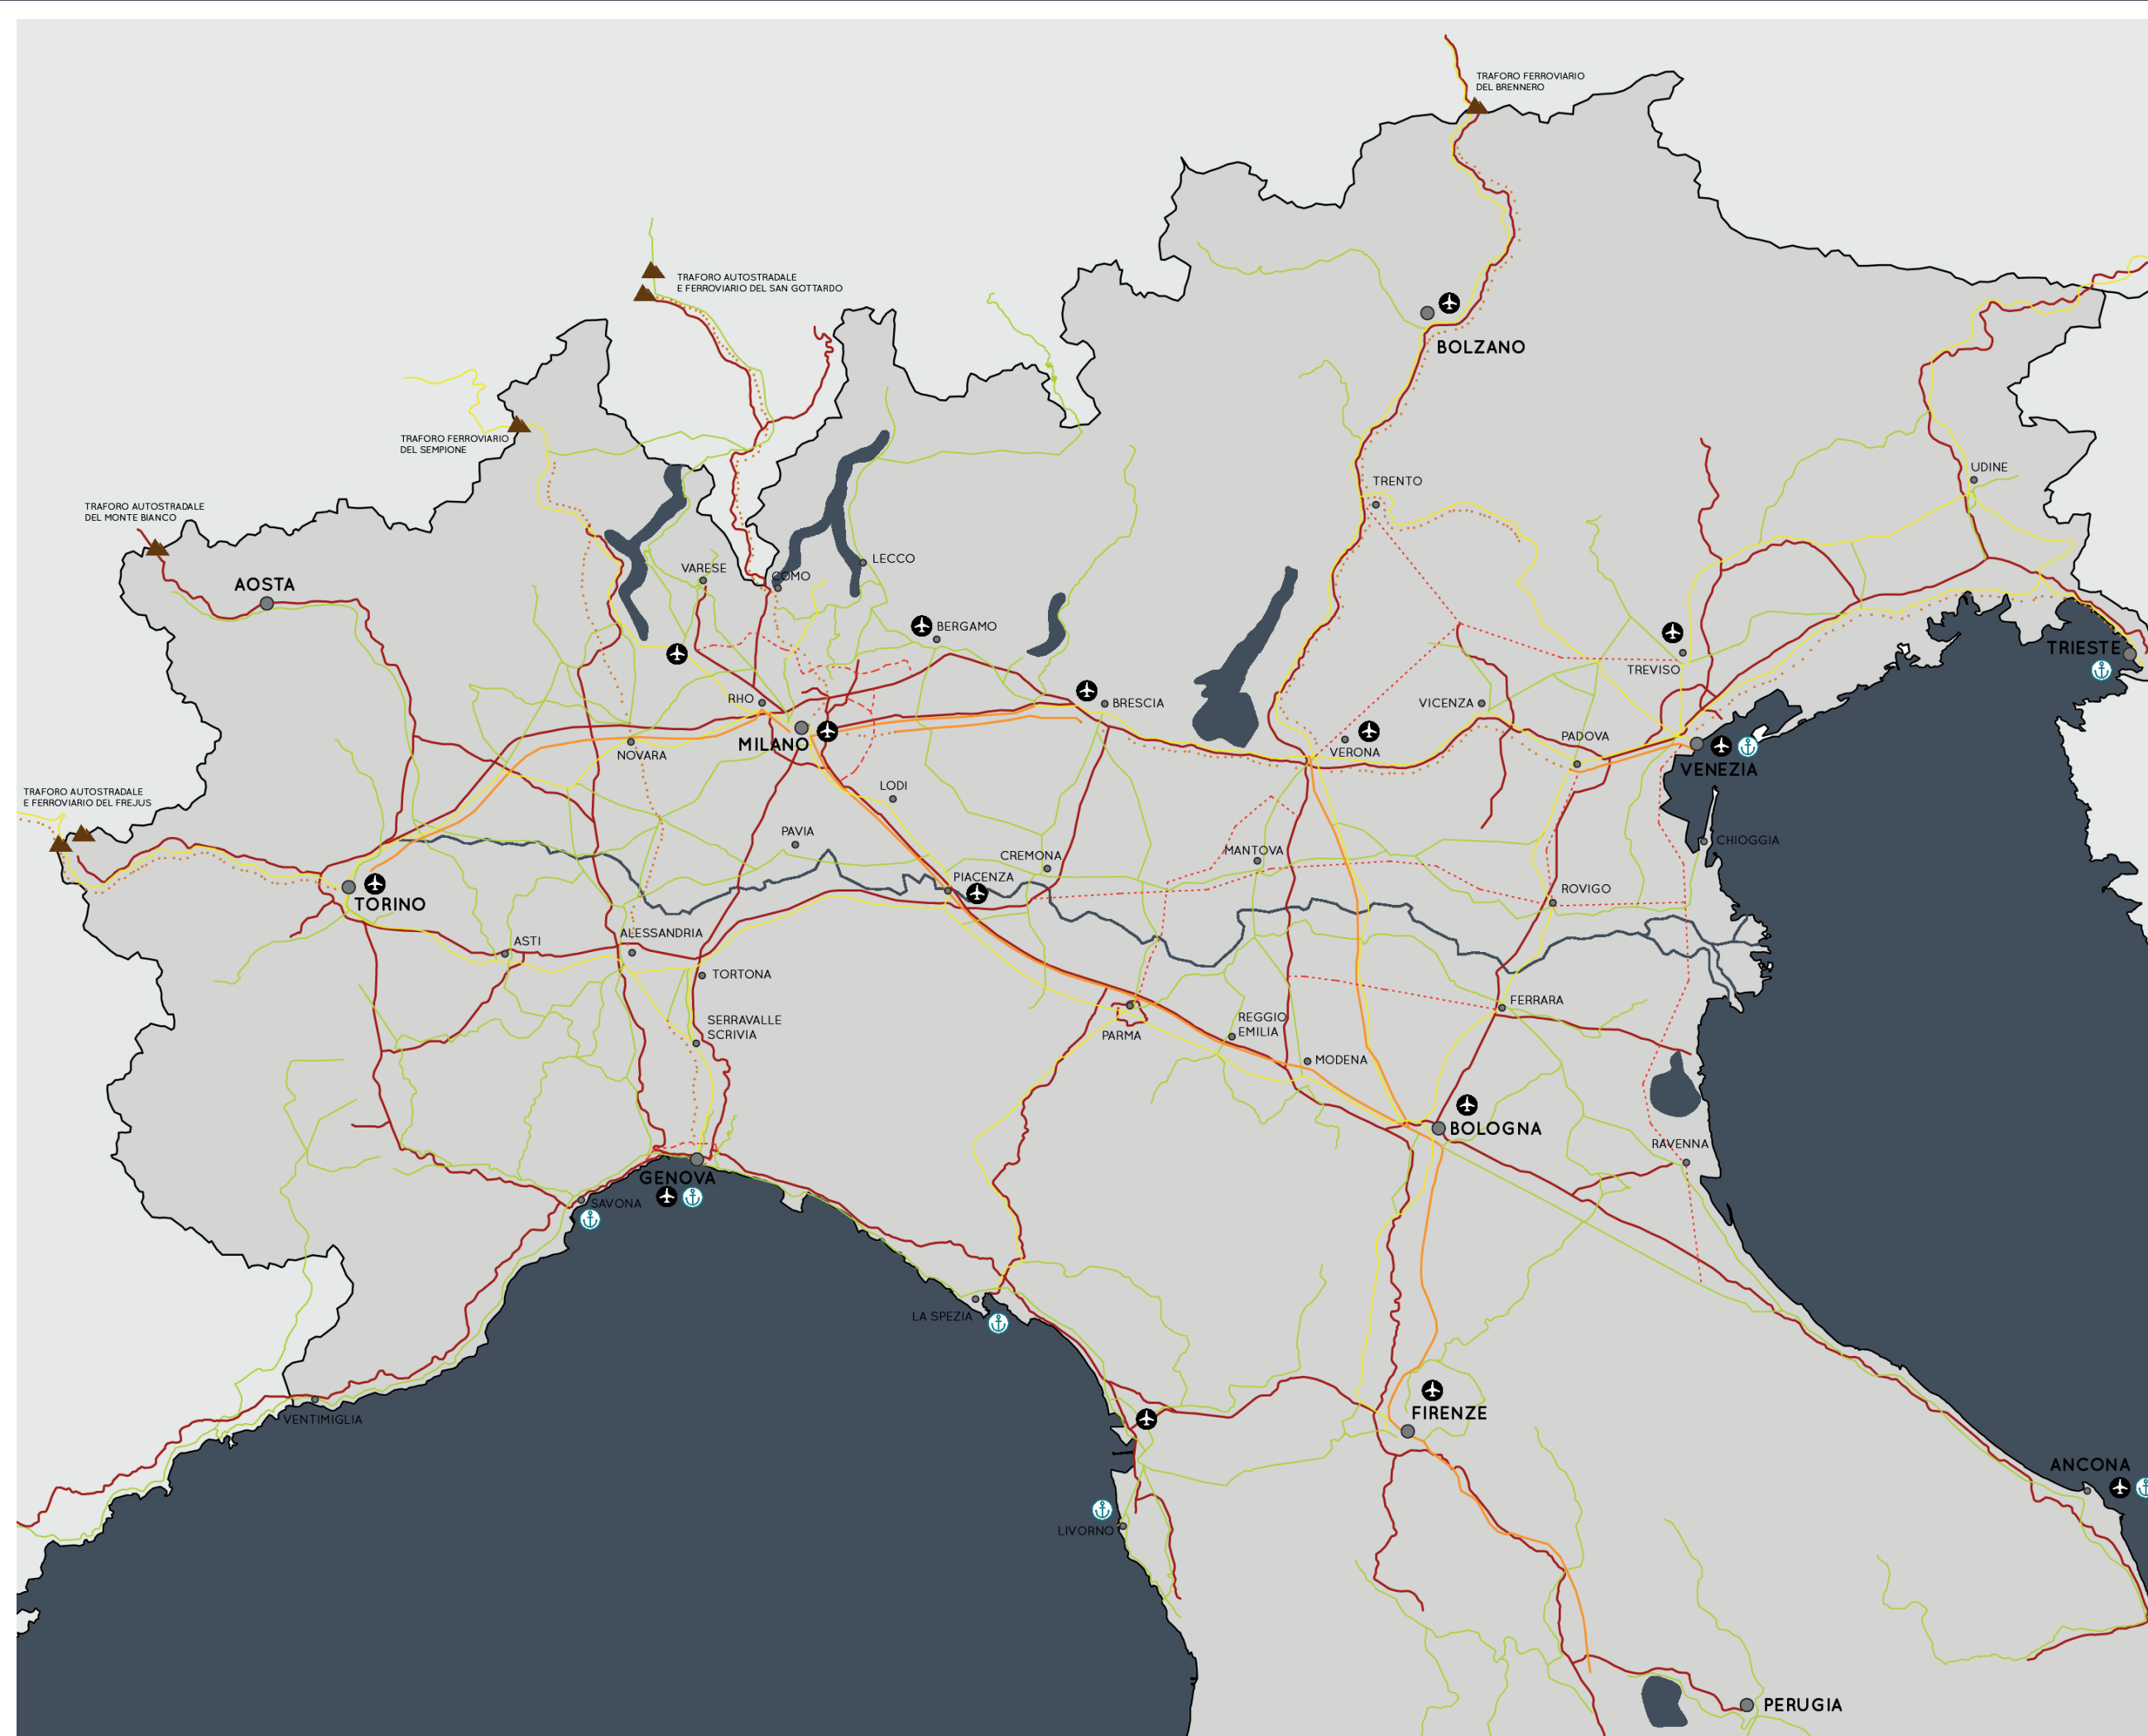 TRAFORO FERROVIARIO
DEL BRENNERO
TRAFORO AUTOSTRADALE
E FERROVIARIO DEL SAN GOTTARDO
BOLZANO
TRAFORO FERROVIARIO
DEL SEMPIONE
UDINE
TRENTO
TRAFORO AUTOSTRADALE
DEL MONTE BIANCO
LECCO
VARESE
COMO
AOSTA
BERGAMO
TRIESTE
TREVISO
RHO
BRESCIA
VICENZA
PADOVA
MILANO
VERONA
NOVARA
VENEZIA
LODI
TRAFORO AUTOSTRADALE
E FERROVIARIO DEL FREJUS
PAVIA
CHIOGGIA
MANTOVA
CREMONA
PIACENZA
ROVIGO
TORINO
ALESSANDRIA
ASTI
TORTONA
FERRARA
SERRAVALLE
SCRIVIA
REGGIO
EMILIA
PARMA
MODENA
BOLOGNA
RAVENNA
GENOVA
SAVONA
LA SPEZIA
FIRENZE
VENTIMIGLIA
ANCONA
LIVORNO
PERUGIA